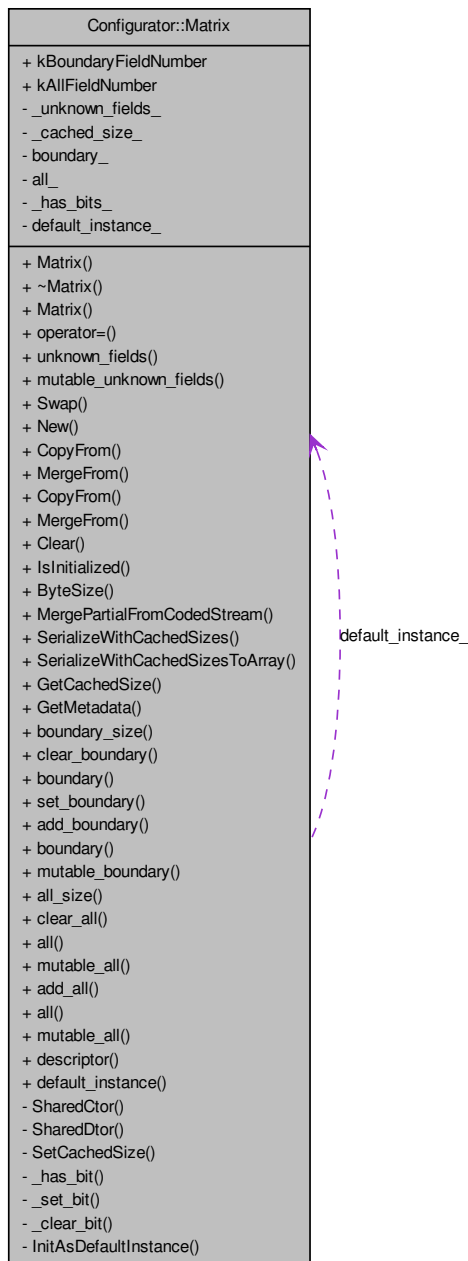 Configurator::Matrix
+ kBoundaryFieldNumber
+ kAllFieldNumber
- _unknown_fields_
- _cached_size_
- boundary_
- all_
- _has_bits_
- default_instance_
+ Matrix()
+ ~Matrix()
+ Matrix()
+ operator=()
+ unknown_fields()
+ mutable_unknown_fields()
+ Swap()
+ New()
+ CopyFrom()
+ MergeFrom()
+ CopyFrom()
+ MergeFrom()
+ Clear()
+ IsInitialized()
+ ByteSize()
+ MergePartialFromCodedStream()
+ SerializeWithCachedSizes()
+ SerializeWithCachedSizesToArray()
+ GetCachedSize()
+ GetMetadata()
+ boundary_size()
+ clear_boundary()
+ boundary()
+ set_boundary()
+ add_boundary()
+ boundary()
+ mutable_boundary()
+ all_size()
+ clear_all()
+ all()
+ mutable_all()
+ add_all()
+ all()
+ mutable_all()
+ descriptor()
+ default_instance()
- SharedCtor()
- SharedDtor()
- SetCachedSize()
- _has_bit()
- _set_bit()
- _clear_bit()
- InitAsDefaultInstance()
default_instance_